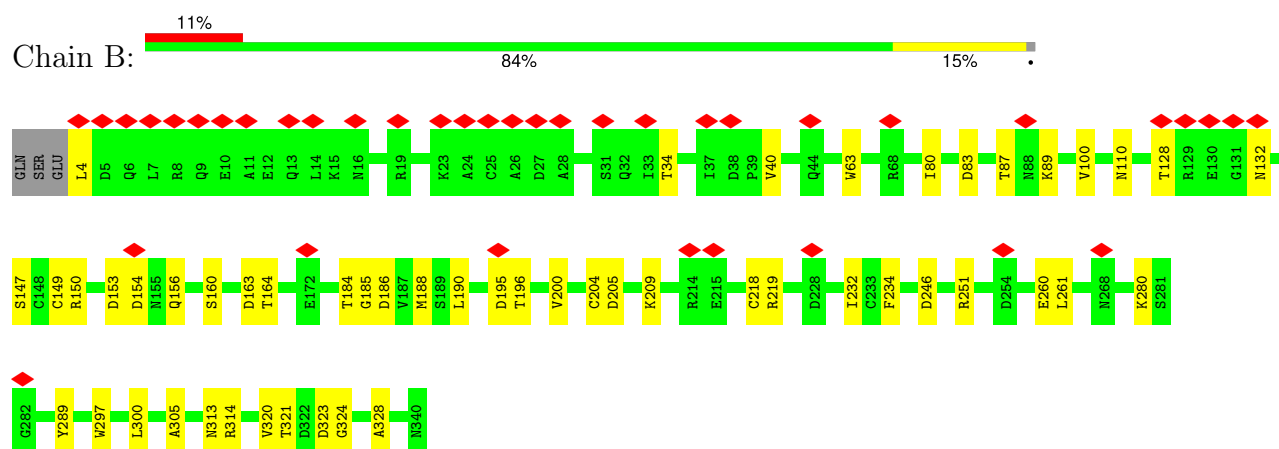 11%
Chain B:
84% 15% •
GLN SER GLU L4 D5 Q6 L7 R8 Q9 E10 A11 E12 Q13 L14 K15 N16 R19 K23 A24 C25 A26 D27 A28 S31 Q32 I33 T34 I37 D38 P39 V40 Q44 W63 R68 I80 D83 T87 N88 K89 V100 N110 T128 R129 E130 G131 N132
S147 C148 C149 R150 D153 D154 N155 Q156 S160 D163 T164 E172 T184 G185 D186 V187 M188 S189 L190 D195 T196 V200 C204 D205 K209 R214 E215 C218 R219 D228 I232 C233 F234 D246 R251 D254 E260 L261 N268 K280 S281
G282 Y289 W297 L300 A305 N313 R314 V320 T321 D322 D323 G324 A328 N340